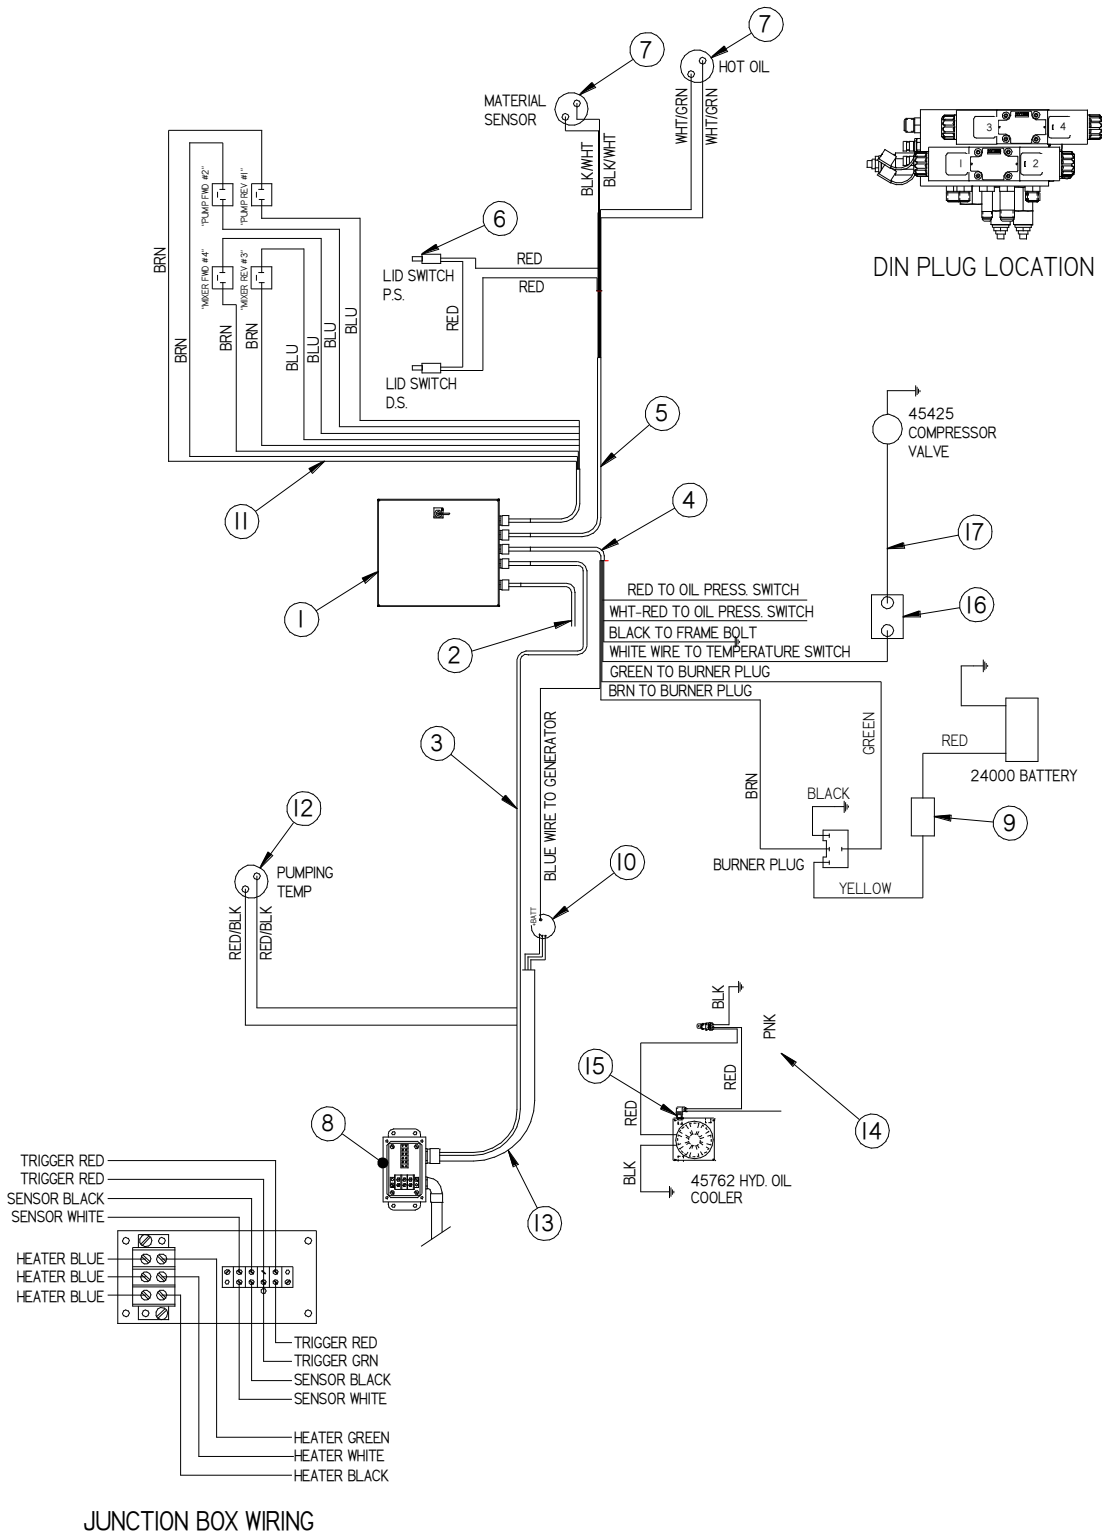 7
7
HOT OIL
MATERIAL
SENSOR
WHT/GRN
WHT/GRN
BLK/WHT
BLK/WHT
3
4
1
2
DIN PLUG LOCATION
"PUMP FWD #2"
"PUMP REV #1"
"MIXER FWD #4"
"MIXER REV #3"
BRN
BRN
BRN
BRN
BLU
BLU
BLU
BLU
6
LID SWITCH
P.S.
RED
RED
RED
LID SWITCH
D.S.
5
45425
COMPRESSOR
VALVE
11
4
17
1
2
16
RED TO OIL PRESS. SWITCH
WHT-RED TO OIL PRESS. SWITCH
BLACK TO FRAME BOLT
WHITE WIRE TO TEMPERATURE SWITCH
GREEN TO BURNER PLUG
BRN TO BURNER PLUG
3
BLUE WIRE TO GENERATOR
BRN
GREEN
RED
24000 BATTERY
BLACK
9
BURNER PLUG
YELLOW
12
PUMPING
TEMP
RED/BLK
RED/BLK
10
+BATT
BLK
PNK
RED
RED
15
14
BLK
45762 HYD. OIL
COOLER
8
13
TRIGGER RED
TRIGGER RED
SENSOR BLACK
SENSOR WHITE
HEATER BLUE
HEATER BLUE
HEATER BLUE
TRIGGER RED
TRIGGER GRN
SENSOR BLACK
SENSOR WHITE
HEATER GREEN
HEATER WHITE
HEATER BLACK
JUNCTION BOX WIRING